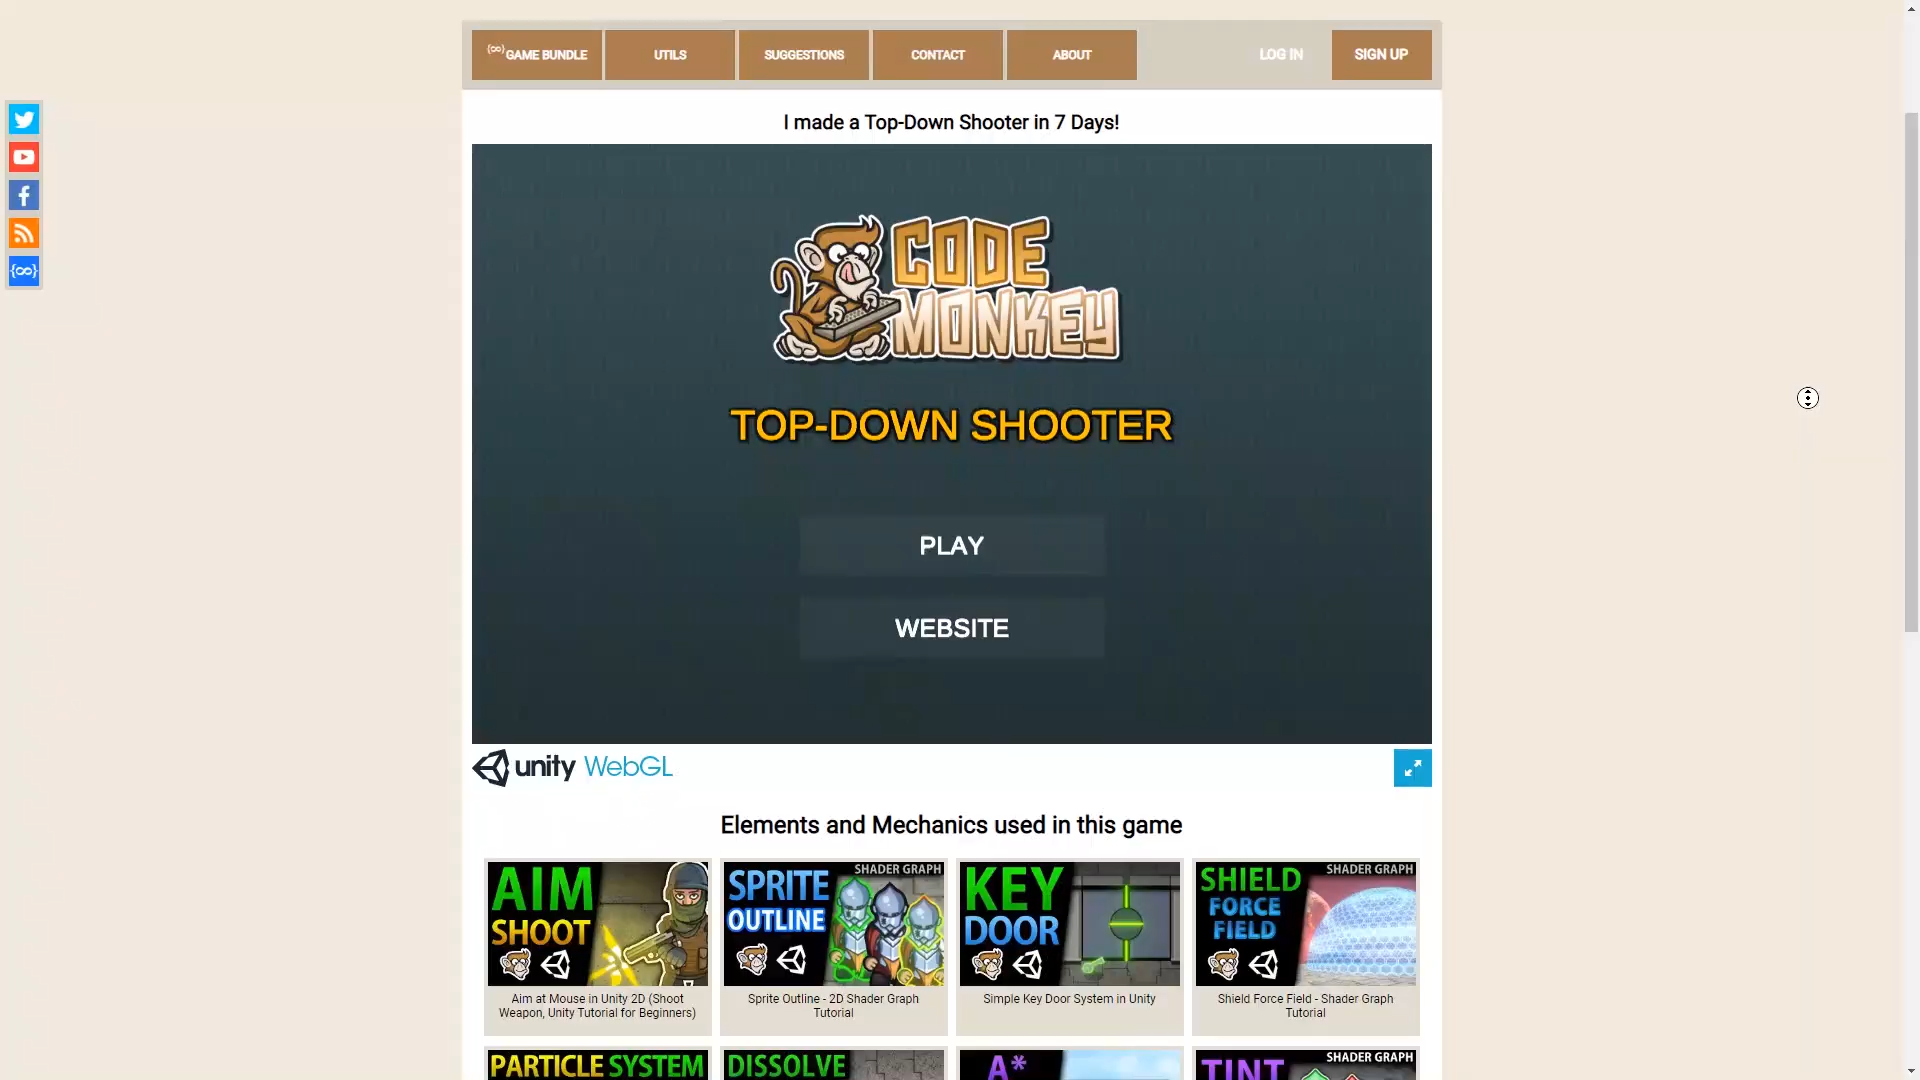 {∞} GAME BUNDLE
UTILS
SUGGESTIONS
CONTACT
ABOUT
LOG IN
SIGN UP
I made a Top-Down Shooter in 7 Days!
{∞}
CODE
MONKEY
TOP-DOWN SHOOTER
PLAY
WEBSITE
unity WebGL
Elements and Mechanics used in this game
AIM
SHOOT
Aim at Mouse in Unity 2D (Shoot
Weapon, Unity Tutorial for Beginners)
SHADER GRAPH
SPRITE
OUTLINE
Sprite Outline - 2D Shader Graph
Tutorial
KEY
DOOR
Simple Key Door System in Unity
SHADER GRAPH
SHIELD
FORCE
FIELD
Shield Force Field - Shader Graph
Tutorial
PARTICLE SYSTEM
DISSOLVE
A*
SHADER GRAPH
TINT